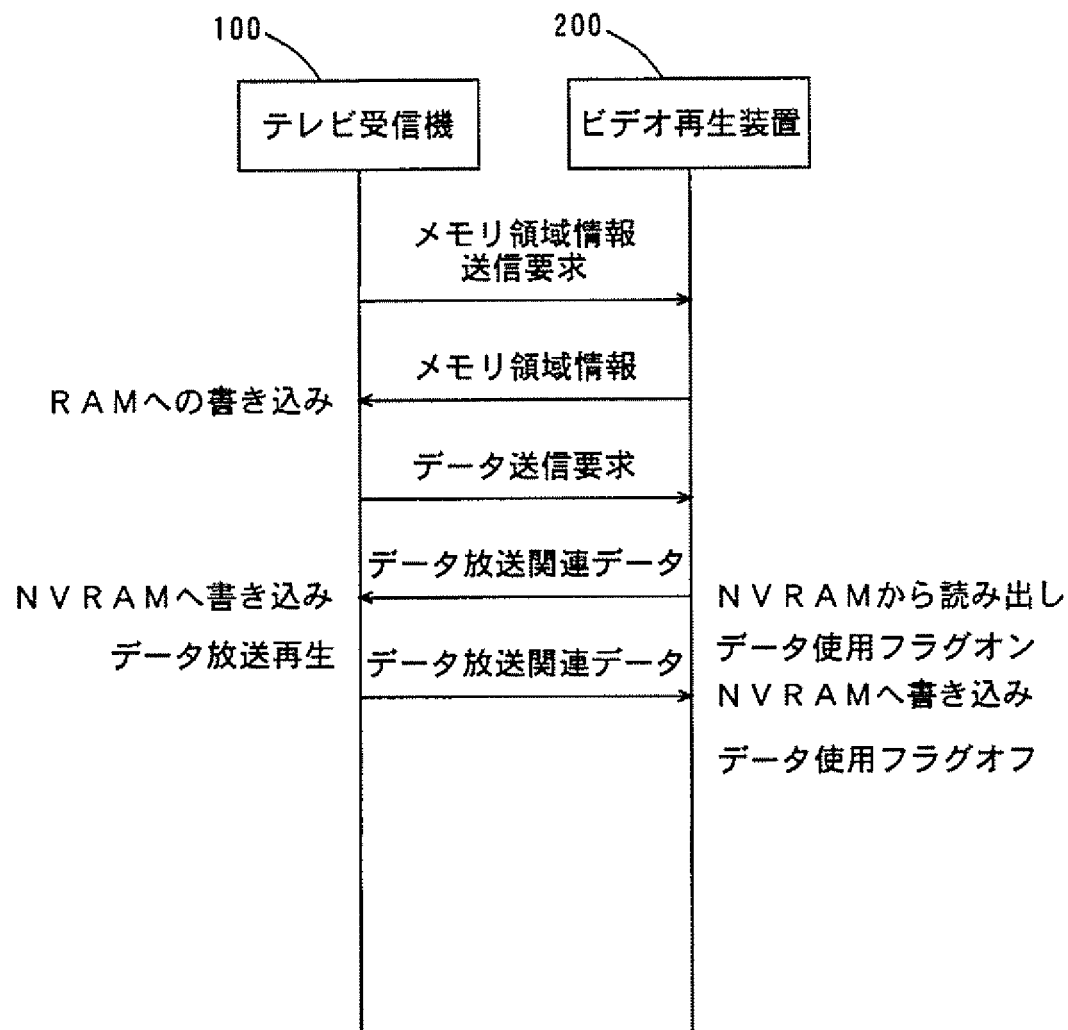 100
200
テレビ受信機
ビデオ再生装置
メモリ領域情報
送信要求
メモリ領域情報
RAMへの書き込み
データ送信要求
データ放送関連データ
NVRAMへ書き込み
NVRAMから読み出し
データ放送再生
データ放送関連データ
データ使用フラグオン
NVRAMへ書き込み
データ使用フラグオフ